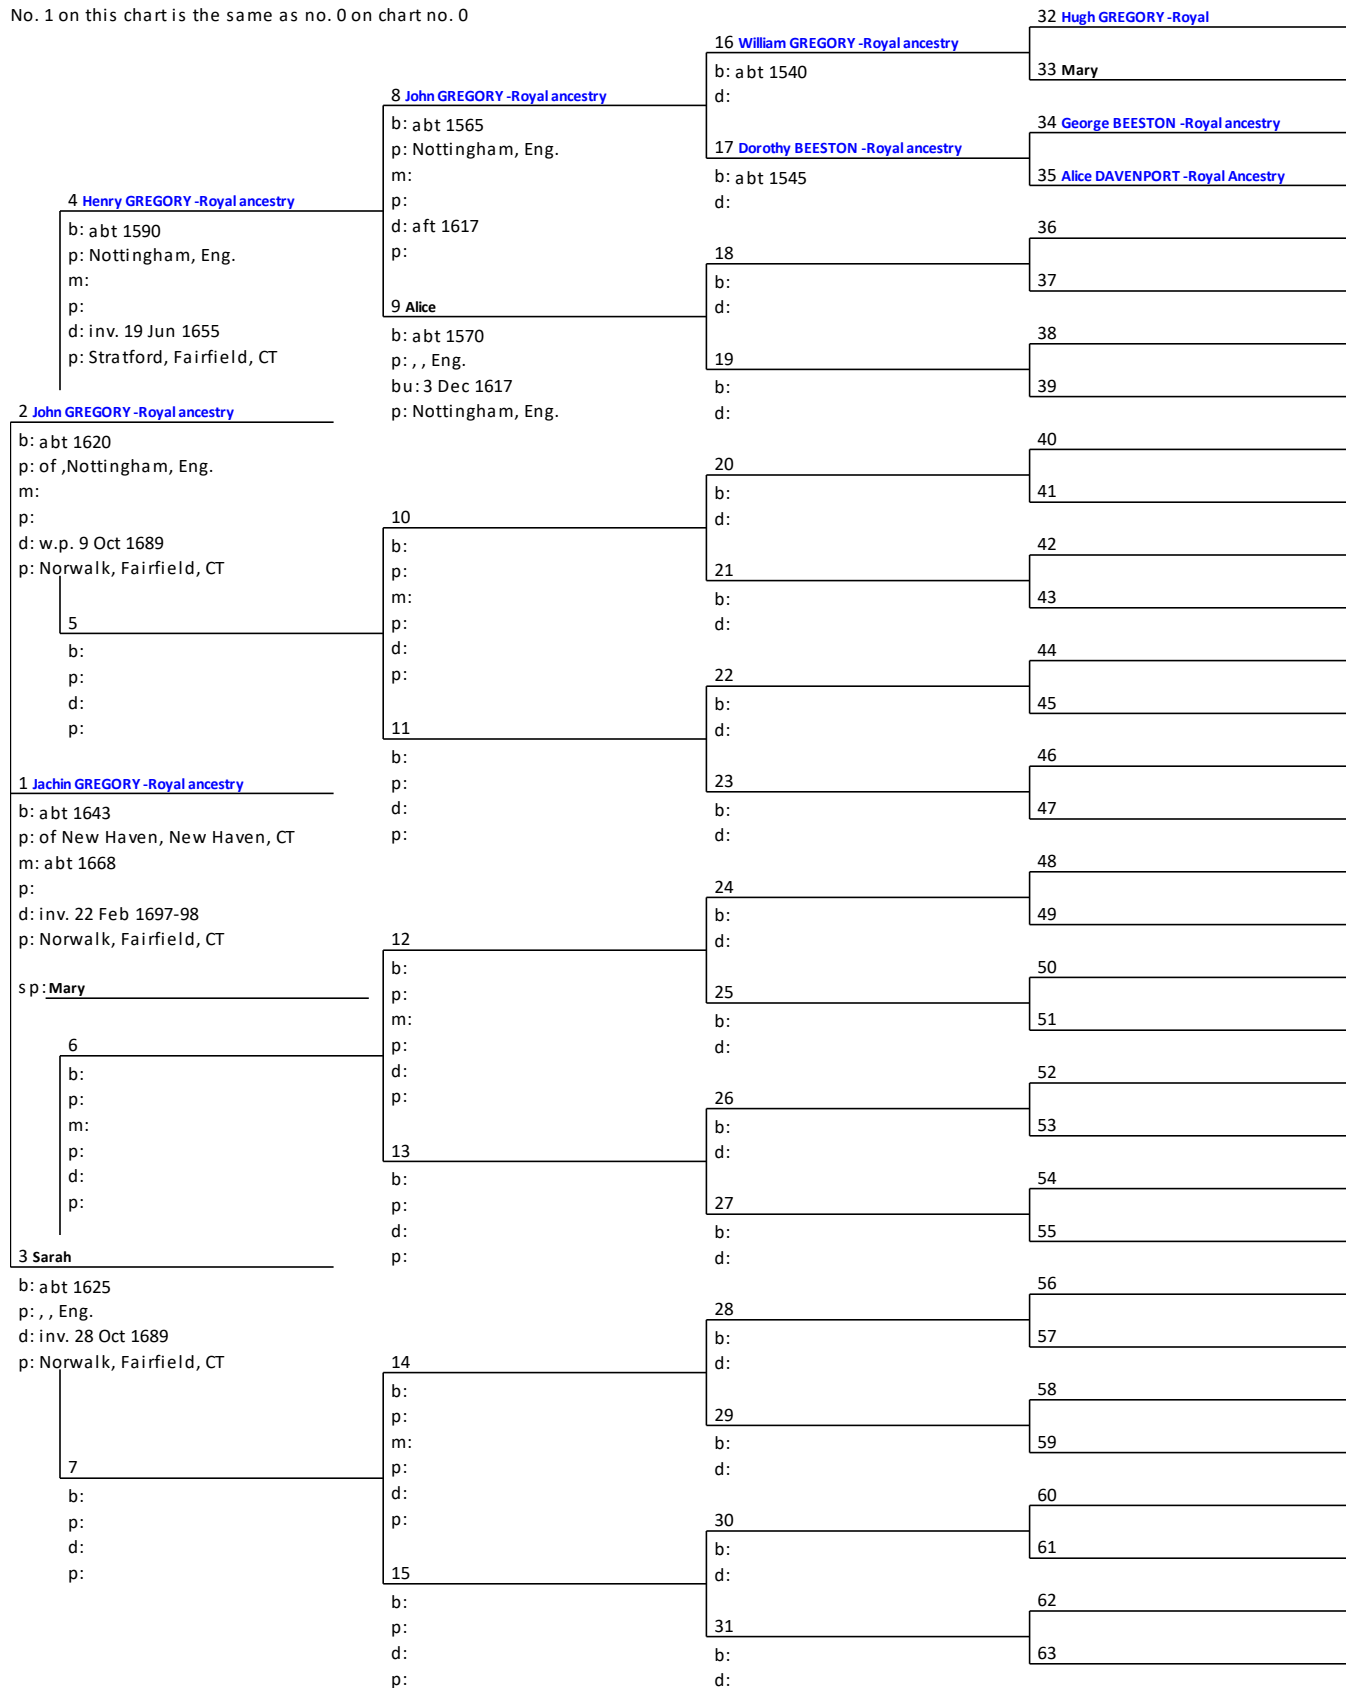 No. 1 on this chart is the same as no. 0 on chart no. 0
4 Henry GREGORY -Royal ancestry
b: abt 1590
p: Nottingham, Eng.
m:
p:
d: inv. 19 Jun 1655
p: Stratford, Fairfield, CT
2 John GREGORY -Royal ancestry
b: abt 1620
p: of ,Nottingham, Eng.
m:
p:
d: w.p. 9 Oct 1689
p: Norwalk, Fairfield, CT
5
b:
p:
d:
p:
1 Jachin GREGORY -Royal ancestry
b: abt 1643
p: of New Haven, New Haven, CT
m: abt 1668
p:
d: inv. 22 Feb 1697-98
p: Norwalk, Fairfield, CT
sp: Mary
6
b:
p:
m:
p:
d:
p:
3 Sarah
b: abt 1625
p: , , Eng.
d: inv. 28 Oct 1689
p: Norwalk, Fairfield, CT
7
b:
p:
d:
p:
8 John GREGORY -Royal ancestry
b: abt 1565
p: Nottingham, Eng.
m:
p:
d: aft 1617
p:
9 Alice
b: abt 1570
p: , , Eng.
bu: 3 Dec 1617
p: Nottingham, Eng.
10
b:
p:
m:
p:
d:
p:
11
b:
p:
d:
p:
12
b:
p:
m:
p:
d:
p:
13
b:
p:
d:
p:
14
b:
p:
m:
p:
d:
p:
15
b:
p:
d:
p:
16 William GREGORY -Royal ancestry
b: abt 1540
d:
17 Dorothy BEESTON -Royal ancestry
b: abt 1545
d:
18
b:
d:
19
b:
d:
20
b:
d:
21
b:
d:
22
b:
d:
23
b:
d:
24
b:
d:
25
b:
d:
26
b:
d:
27
b:
d:
28
b:
d:
29
b:
d:
30
b:
d:
31
b:
d:
32 Hugh GREGORY -Royal
33 Mary
34 George BEESTON -Royal ancestry
35 Alice DAVENPORT -Royal Ancestry
36
37
38
39
40
41
42
43
44
45
46
47
48
49
50
51
52
53
54
55
56
57
58
59
60
61
62
63